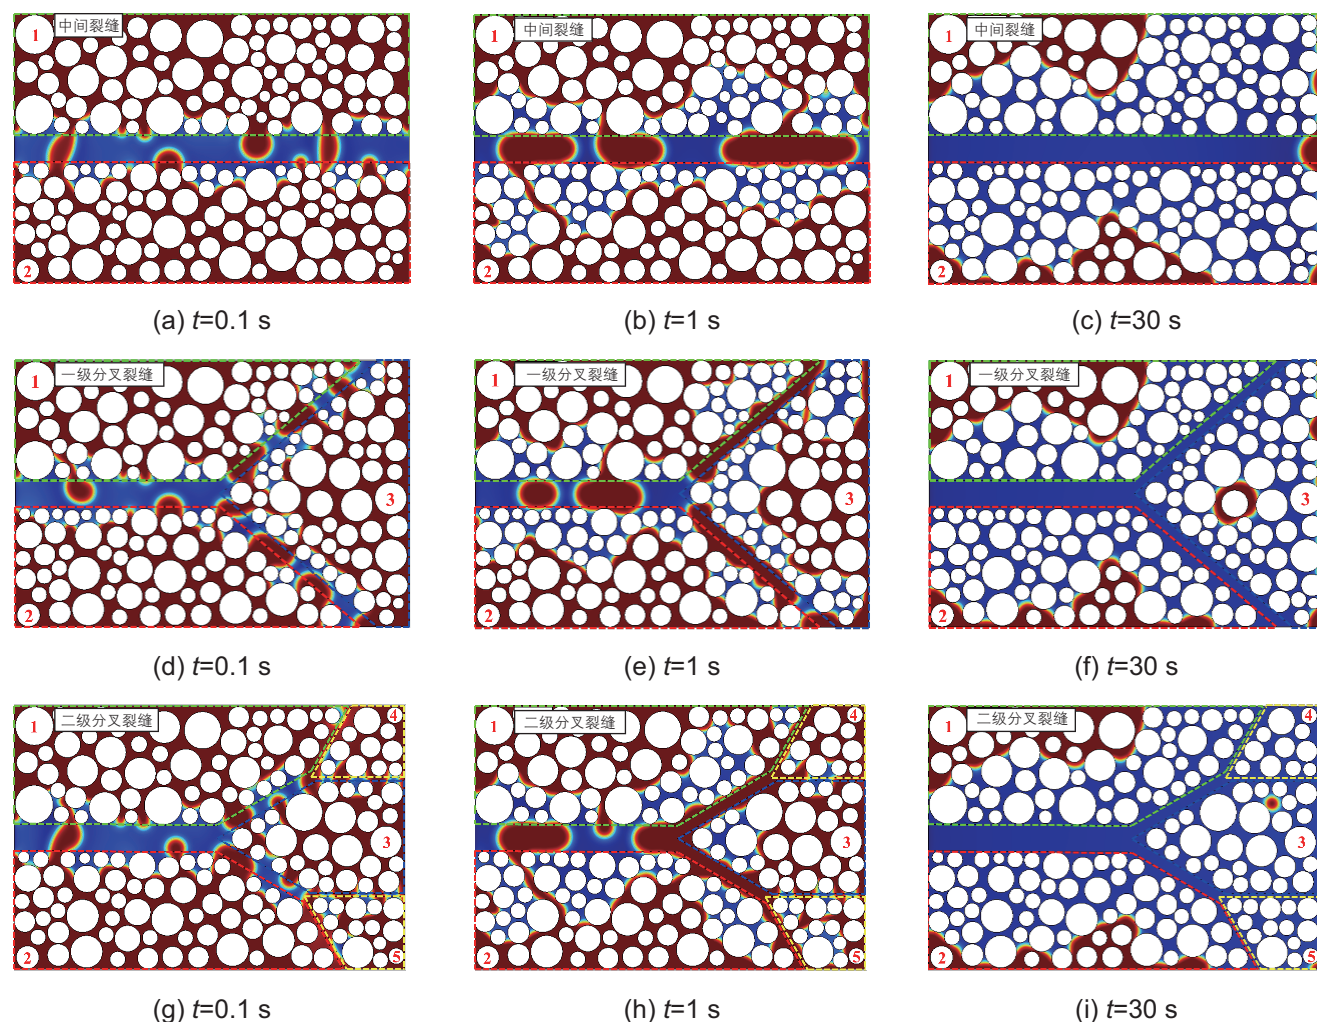 1 中间裂缝
2
(a) t=0.1 s
1 中间裂缝
2
(b) t=1 s
1 中间裂缝
2
(c) t=30 s
1 一级分叉裂缝
3
2
(d) t=0.1 s
1 一级分叉裂缝
3
2
(e) t=1 s
1 一级分叉裂缝
3
2
(f) t=30 s
1 二级分叉裂缝 4
3
2 5
(g) t=0.1 s
1 二级分叉裂缝 4
3
2 5
(h) t=1 s
1 二级分叉裂缝 4
3
2 5
(i) t=30 s